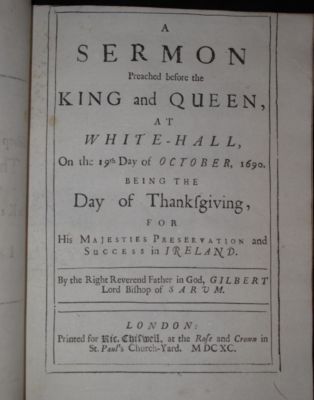 A
SERMON
Preached before the
KING and QUEEN,
AT
WHITE-HALL,
On the 19th Day of OCTOBER, 1690.
BEING THE
Day of Thankſgiving,
FOR
His MAJESTIES PRESERVATION and
SUCCESS in IRELAND.
By the Right Reverend Father in God, GILBERT
Lord Bishop of SARUM.
LONDON:
Printed for Ric. Chiſwell, at the Roſe and Crown in
St. Paul's Church-Yard. MDCXC.